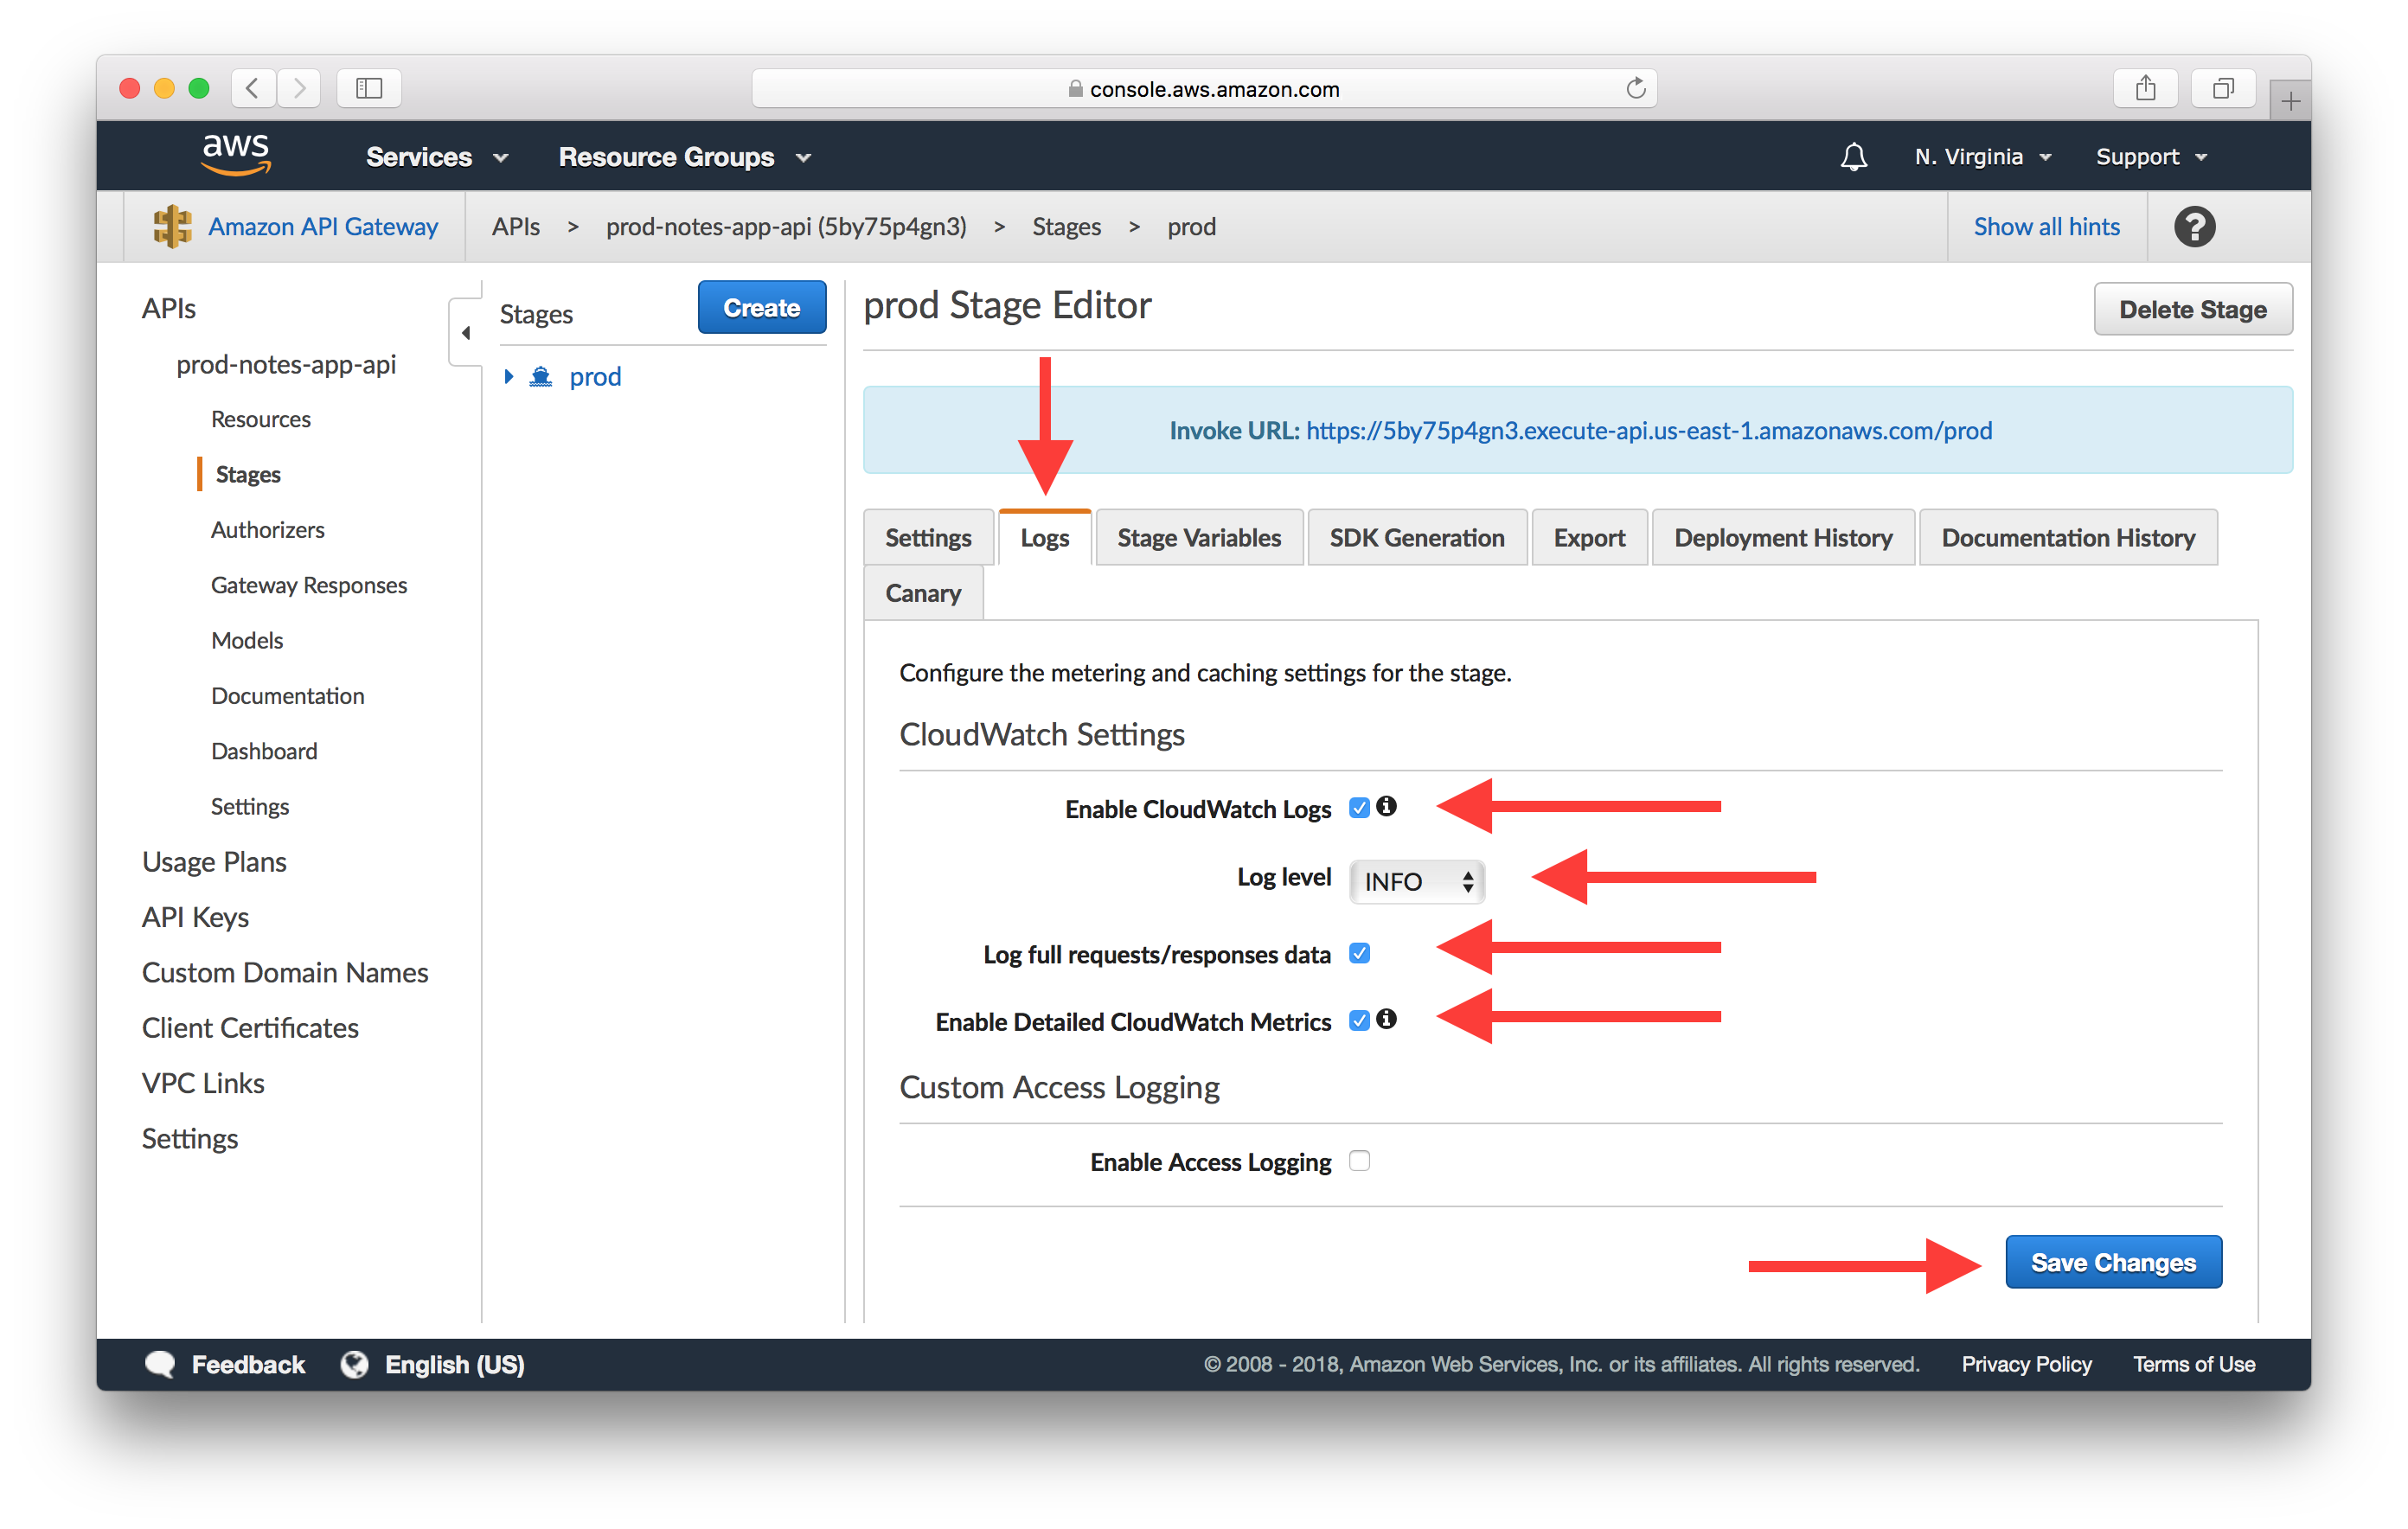 console.aws.amazon.com
aws Services Resource Groups N. Virginia Support
Amazon API Gateway APIs > prod-notes-app-api (5by75p4gn3) > Stages > prod Show all hints ?
APIs
prod-notes-app-api
Resources
Stages
Authorizers
Gateway Responses
Models
Documentation
Dashboard
Settings
Usage Plans
API Keys
Custom Domain Names
Client Certificates
VPC Links
Settings
Stages Create
prod
prod Stage Editor Delete Stage
Invoke URL: https://5by75p4gn3.execute-api.us-east-1.amazonaws.com/prod
Settings Logs Stage Variables SDK Generation Export Deployment History Documentation History
Canary
Configure the metering and caching settings for the stage.
CloudWatch Settings
Enable CloudWatch Logs
Log level INFO
Log full requests/responses data
Enable Detailed CloudWatch Metrics
Custom Access Logging
Enable Access Logging
Save Changes
Feedback English (US) © 2008 - 2018, Amazon Web Services, Inc. or its affiliates. All rights reserved. Privacy Policy Terms of Use